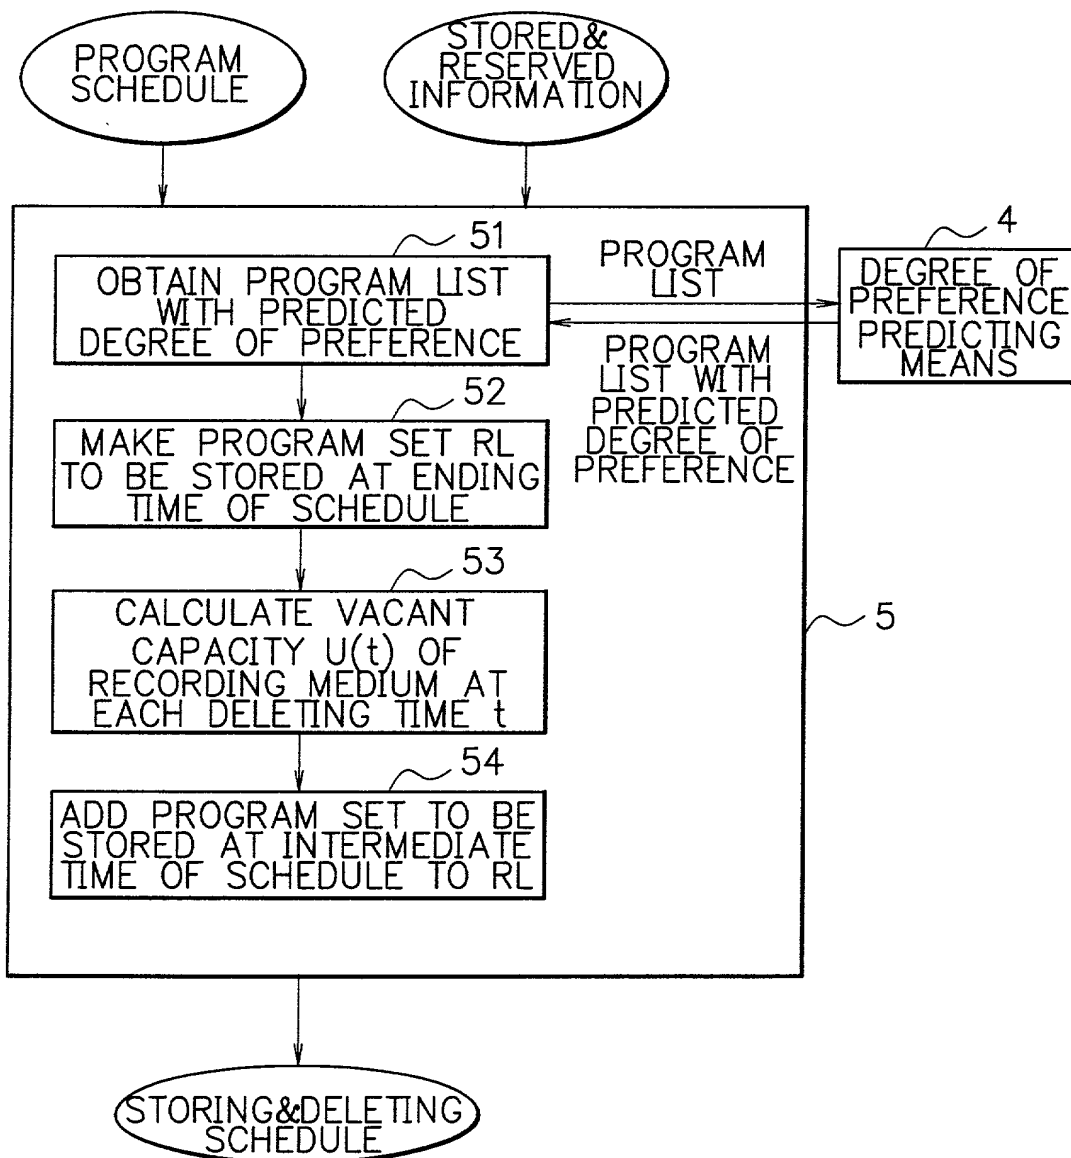 PROGRAM
SCHEDULE
STORED&
RESERVED
INFORMATION
51
OBTAIN PROGRAM LIST
WITH PREDICTED
DEGREE OF PREFERENCE
PROGRAM
LIST
4
DEGREE OF
PREFERENCE
PREDICTING
MEANS
PROGRAM
LIST WITH
PREDICTED
DEGREE OF
PREFERENCE
52
MAKE PROGRAM SET RL
TO BE STORED AT ENDING
TIME OF SCHEDULE
53
CALCULATE VACANT
CAPACITY U(t) OF
RECORDING MEDIUM AT
EACH DELETING TIME t
5
54
ADD PROGRAM SET TO BE
STORED AT INTERMEDIATE
TIME OF SCHEDULE TO RL
STORING&DELETING
SCHEDULE